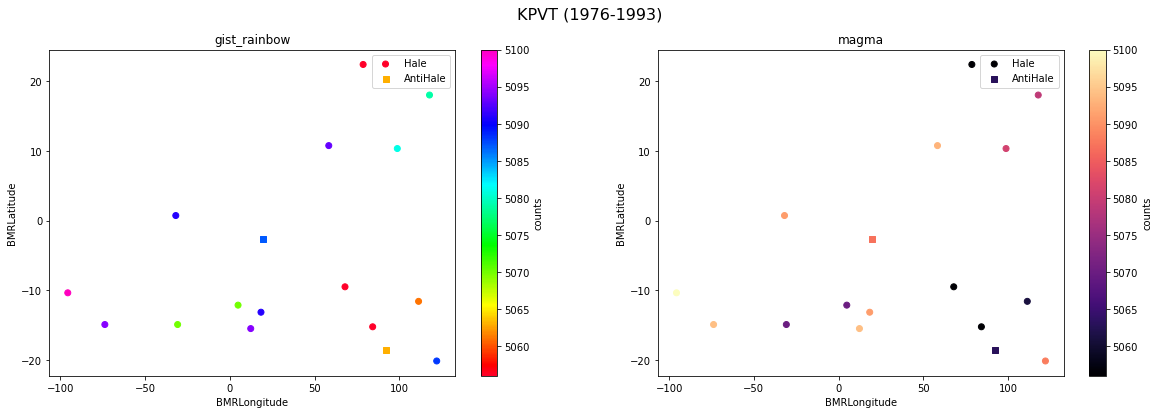 KPVT (1976-1993)
gist_rainbow
Hale
AntiHale
20
10
0
−10
−20
−100
−50
0
50
100
BMRLatitude
BMRLongitude
5100
5095
5090
5085
5080
5075
5070
5065
5060
counts
magma
Hale
AntiHale
20
10
0
−10
−20
−100
−50
0
50
100
BMRLatitude
BMRLongitude
5100
5095
5090
5085
5080
5075
5070
5065
5060
counts